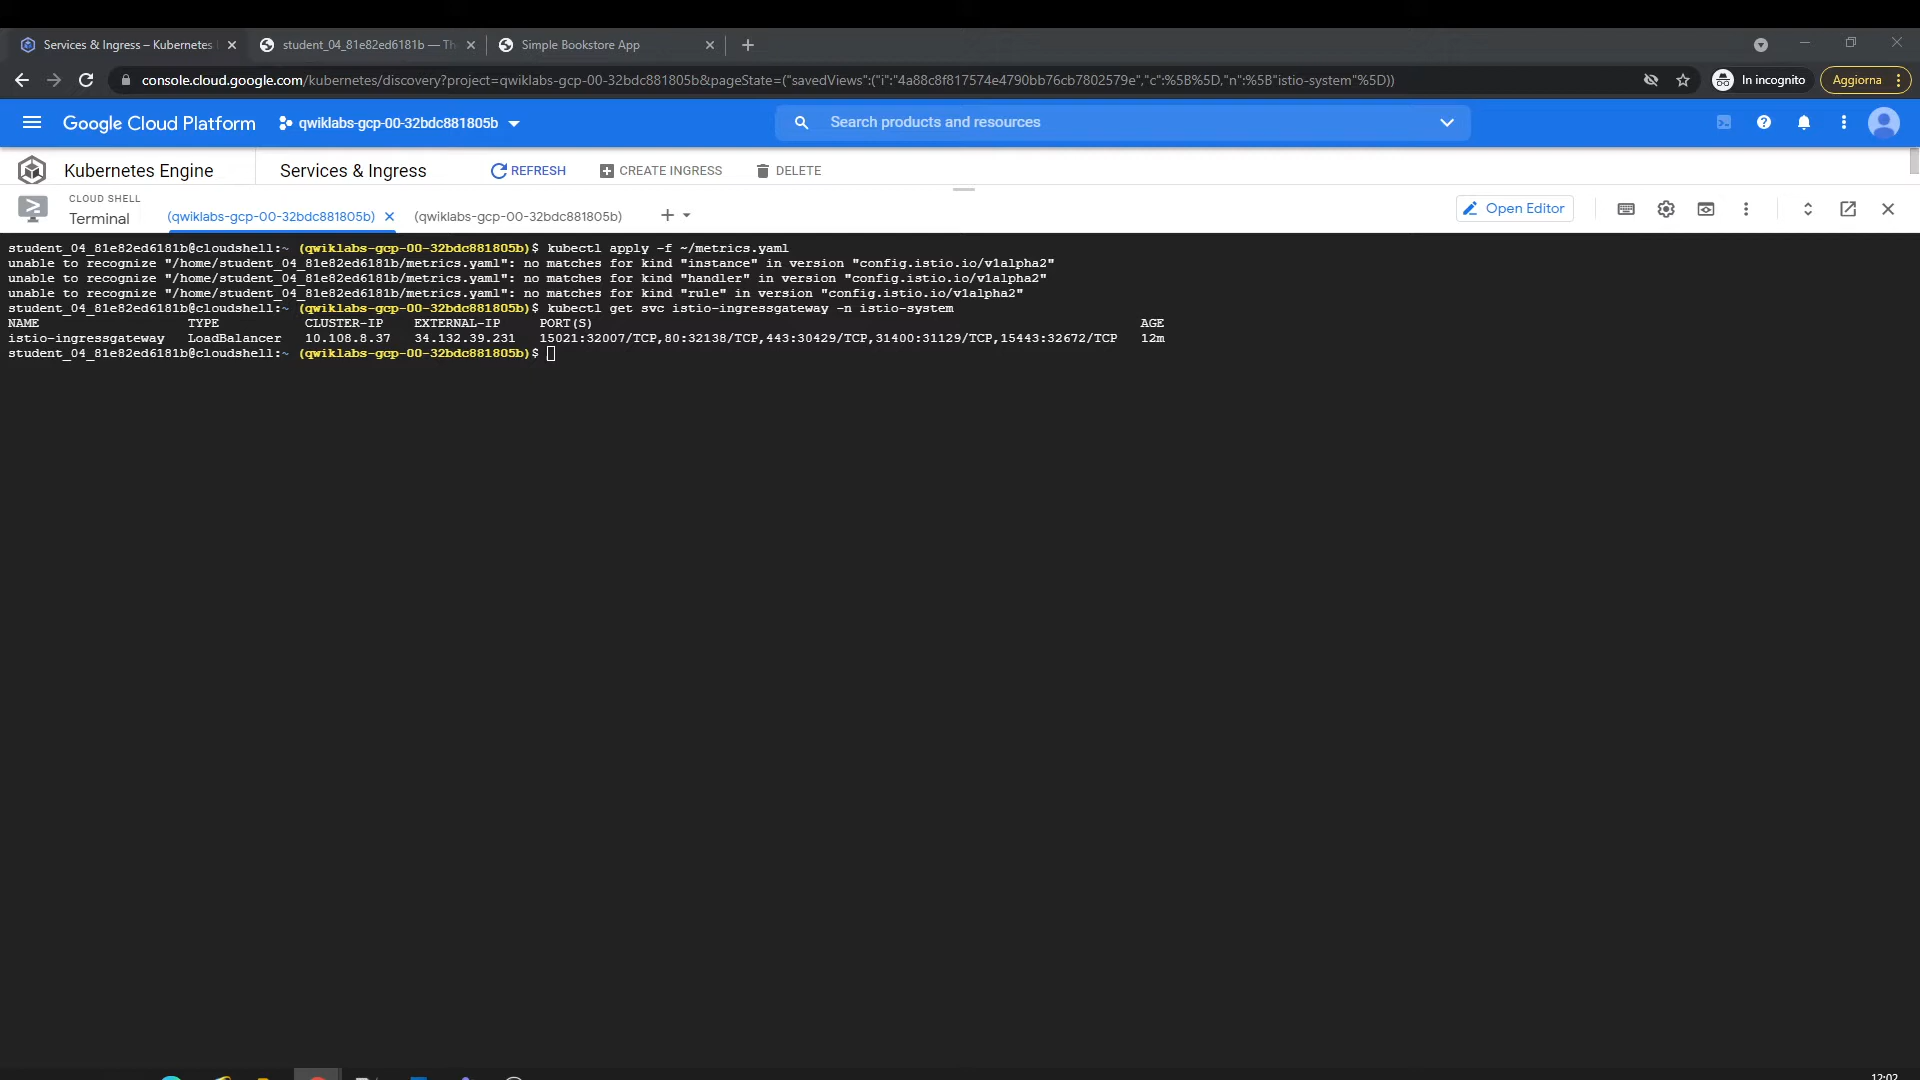 Services & Ingress – Kubernetes
student_04_81e82ed6181b — Th
Simple Bookstore App
console.cloud.google.com/kubernetes/discovery?project=qwiklabs-gcp-00-32bdc881805b&pageState=("savedViews":("i":"4a88c8f817574e4790bb76cb7802579e","c":%5B%5D,"n":%5B"istio-system"%5D))
In incognito
Aggiorna
Google Cloud Platform
qwiklabs-gcp-00-32bdc881805b
Search products and resources
Kubernetes Engine
Services & Ingress
REFRESH
CREATE INGRESS
DELETE
CLOUD SHELL
Terminal
(qwiklabs-gcp-00-32bdc881805b)
(qwiklabs-gcp-00-32bdc881805b)
Open Editor
student_04_81e82ed6181b@cloudshell:~ (qwiklabs-gcp-00-32bdc881805b)$ kubectl apply -f ~/metrics.yaml
unable to recognize "/home/student_04_81e82ed6181b/metrics.yaml": no matches for kind "instance" in version "config.istio.io/v1alpha2"
unable to recognize "/home/student_04_81e82ed6181b/metrics.yaml": no matches for kind "handler" in version "config.istio.io/v1alpha2"
unable to recognize "/home/student_04_81e82ed6181b/metrics.yaml": no matches for kind "rule" in version "config.istio.io/v1alpha2"
student_04_81e82ed6181b@cloudshell:~ (qwiklabs-gcp-00-32bdc881805b)$ kubectl get svc istio-ingressgateway -n istio-system
NAME TYPE CLUSTER-IP EXTERNAL-IP PORT(S) AGE
istio-ingressgateway LoadBalancer 10.108.8.37 34.132.39.231 15021:32007/TCP,80:32138/TCP,443:30429/TCP,31400:31129/TCP,15443:32672/TCP 12m
student_04_81e82ed6181b@cloudshell:~ (qwiklabs-gcp-00-32bdc881805b)$
12:02